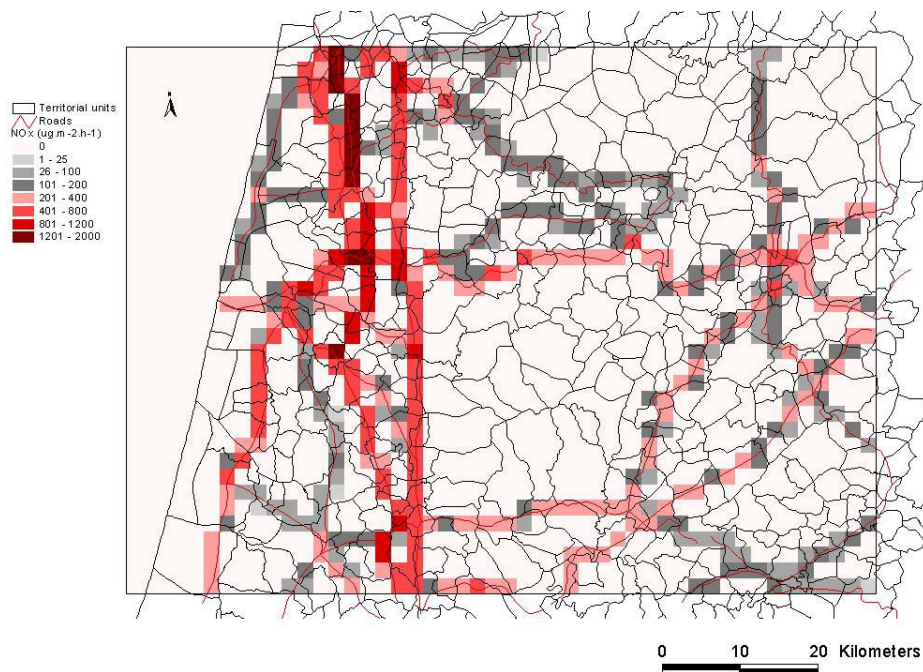 N
Territorial units
Roads
NOx (ug.m-2.h-1)
0
1 - 25
26 - 100
101 - 200
201 - 400
401 - 800
801 - 1200
1201 - 2000
0 10 20 Kilometers